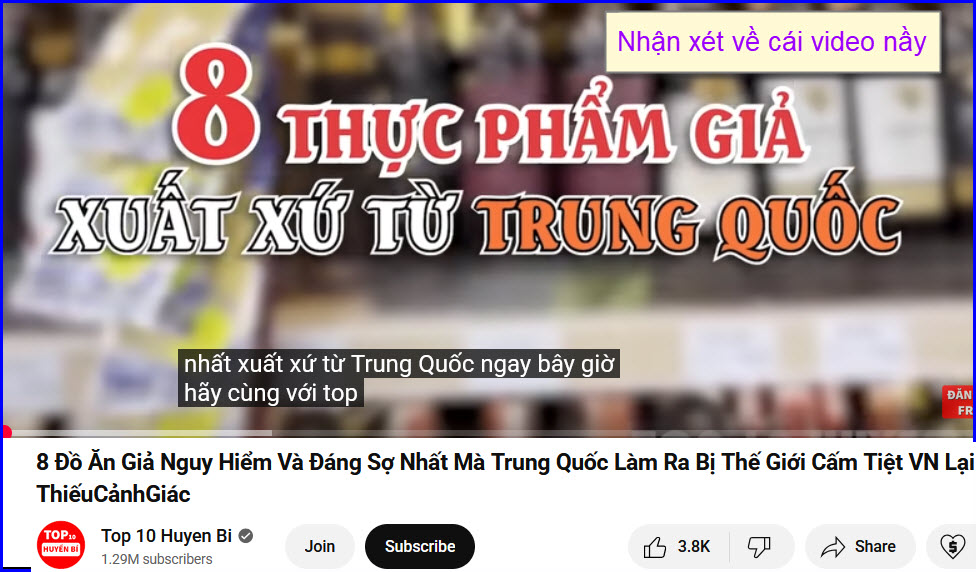 Nhận xét về cái video nầy
8 THỰC PHẨM GIẢ
XUẤT XỨ TỪ TRUNG QUỐC
nhất xuất xứ từ Trung Quốc ngay bây giờ
hãy cùng với top
ĐĂN
FR
8 Đồ Ăn Giả Nguy Hiểm Và Đáng Sợ Nhất Mà Trung Quốc Làm Ra Bị Thế Giới Cấm Tiệt VN Lại
ThiếuCảnhGiác
TOP10
HUYỀN BÍ
Top 10 Huyen Bi
1.29M subscribers
Join
Subscribe
3.8K
Share